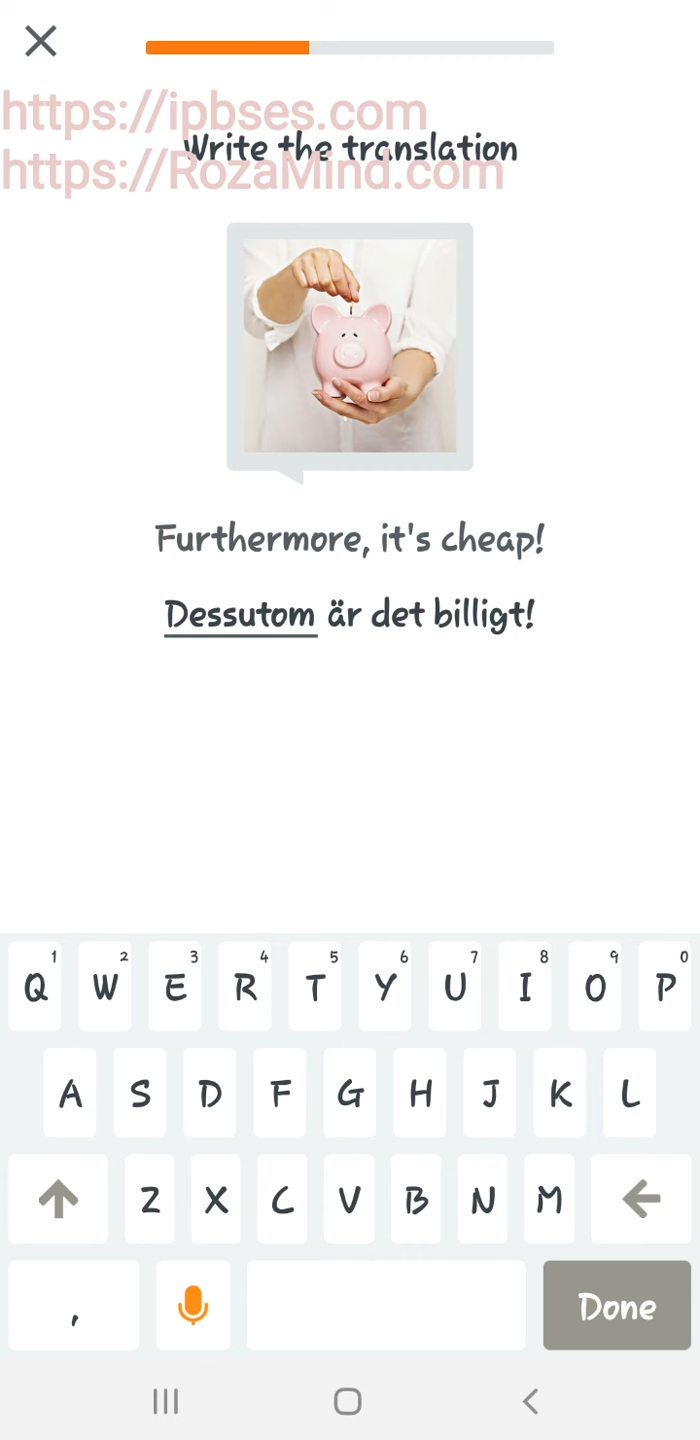 https://ipbses.com
Write the translation
https://RozaMind.com
Furthermore, it's cheap!
Dessutom är det billigt!
1 2 3 4 5 6 7 8 9 0
Q W E R T Y U I O P
A S D F G H J K L
Z X C V B N M
, Done